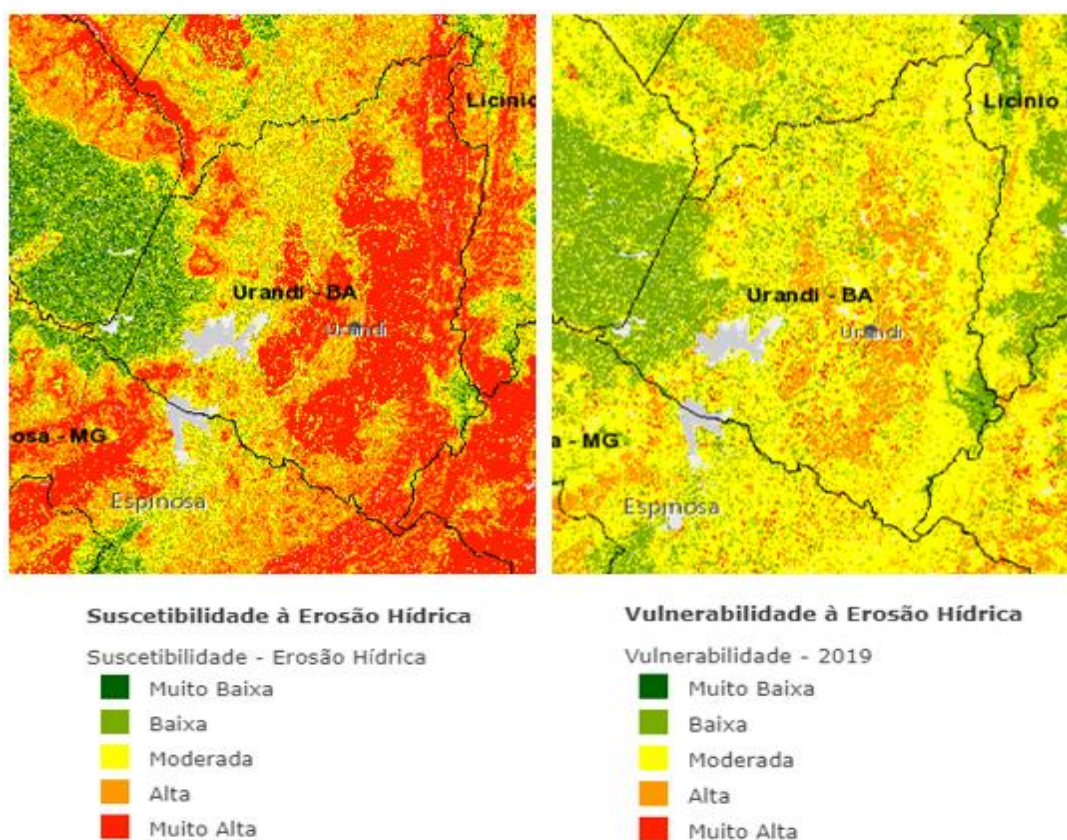 Licinio
Urandi - BA
Urandi
osa - MG
Espinosa
Licinio
Urandi - BA
Urandi
a - MG
Espinosa
Suscetibilidade à Erosão Hídrica
Suscetibilidade - Erosão Hídrica
Muito Baixa
Baixa
Moderada
Alta
Muito Alta
Vulnerabilidade à Erosão Hídrica
Vulnerabilidade - 2019
Muito Baixa
Baixa
Moderada
Alta
Muito Alta